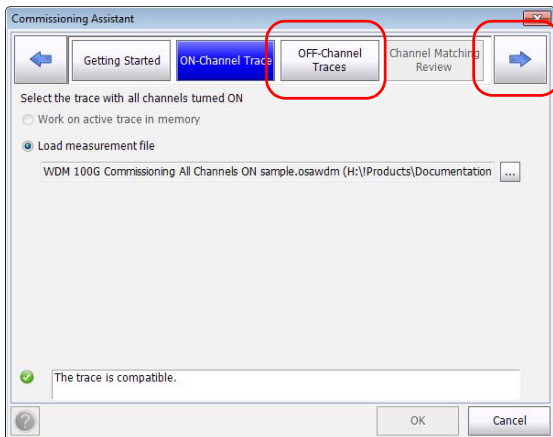 Commissioning Assistant
Getting Started
ON-Channel Trace
OFF-Channel
Traces
Channel Matching
Review
Select the trace with all channels turned ON
Work on active trace in memory
Load measurement file
WDM 100G Commissioning All Channels ON sample.osawdm (H:\!Products\Documentation
...
The trace is compatible.
?
OK
Cancel